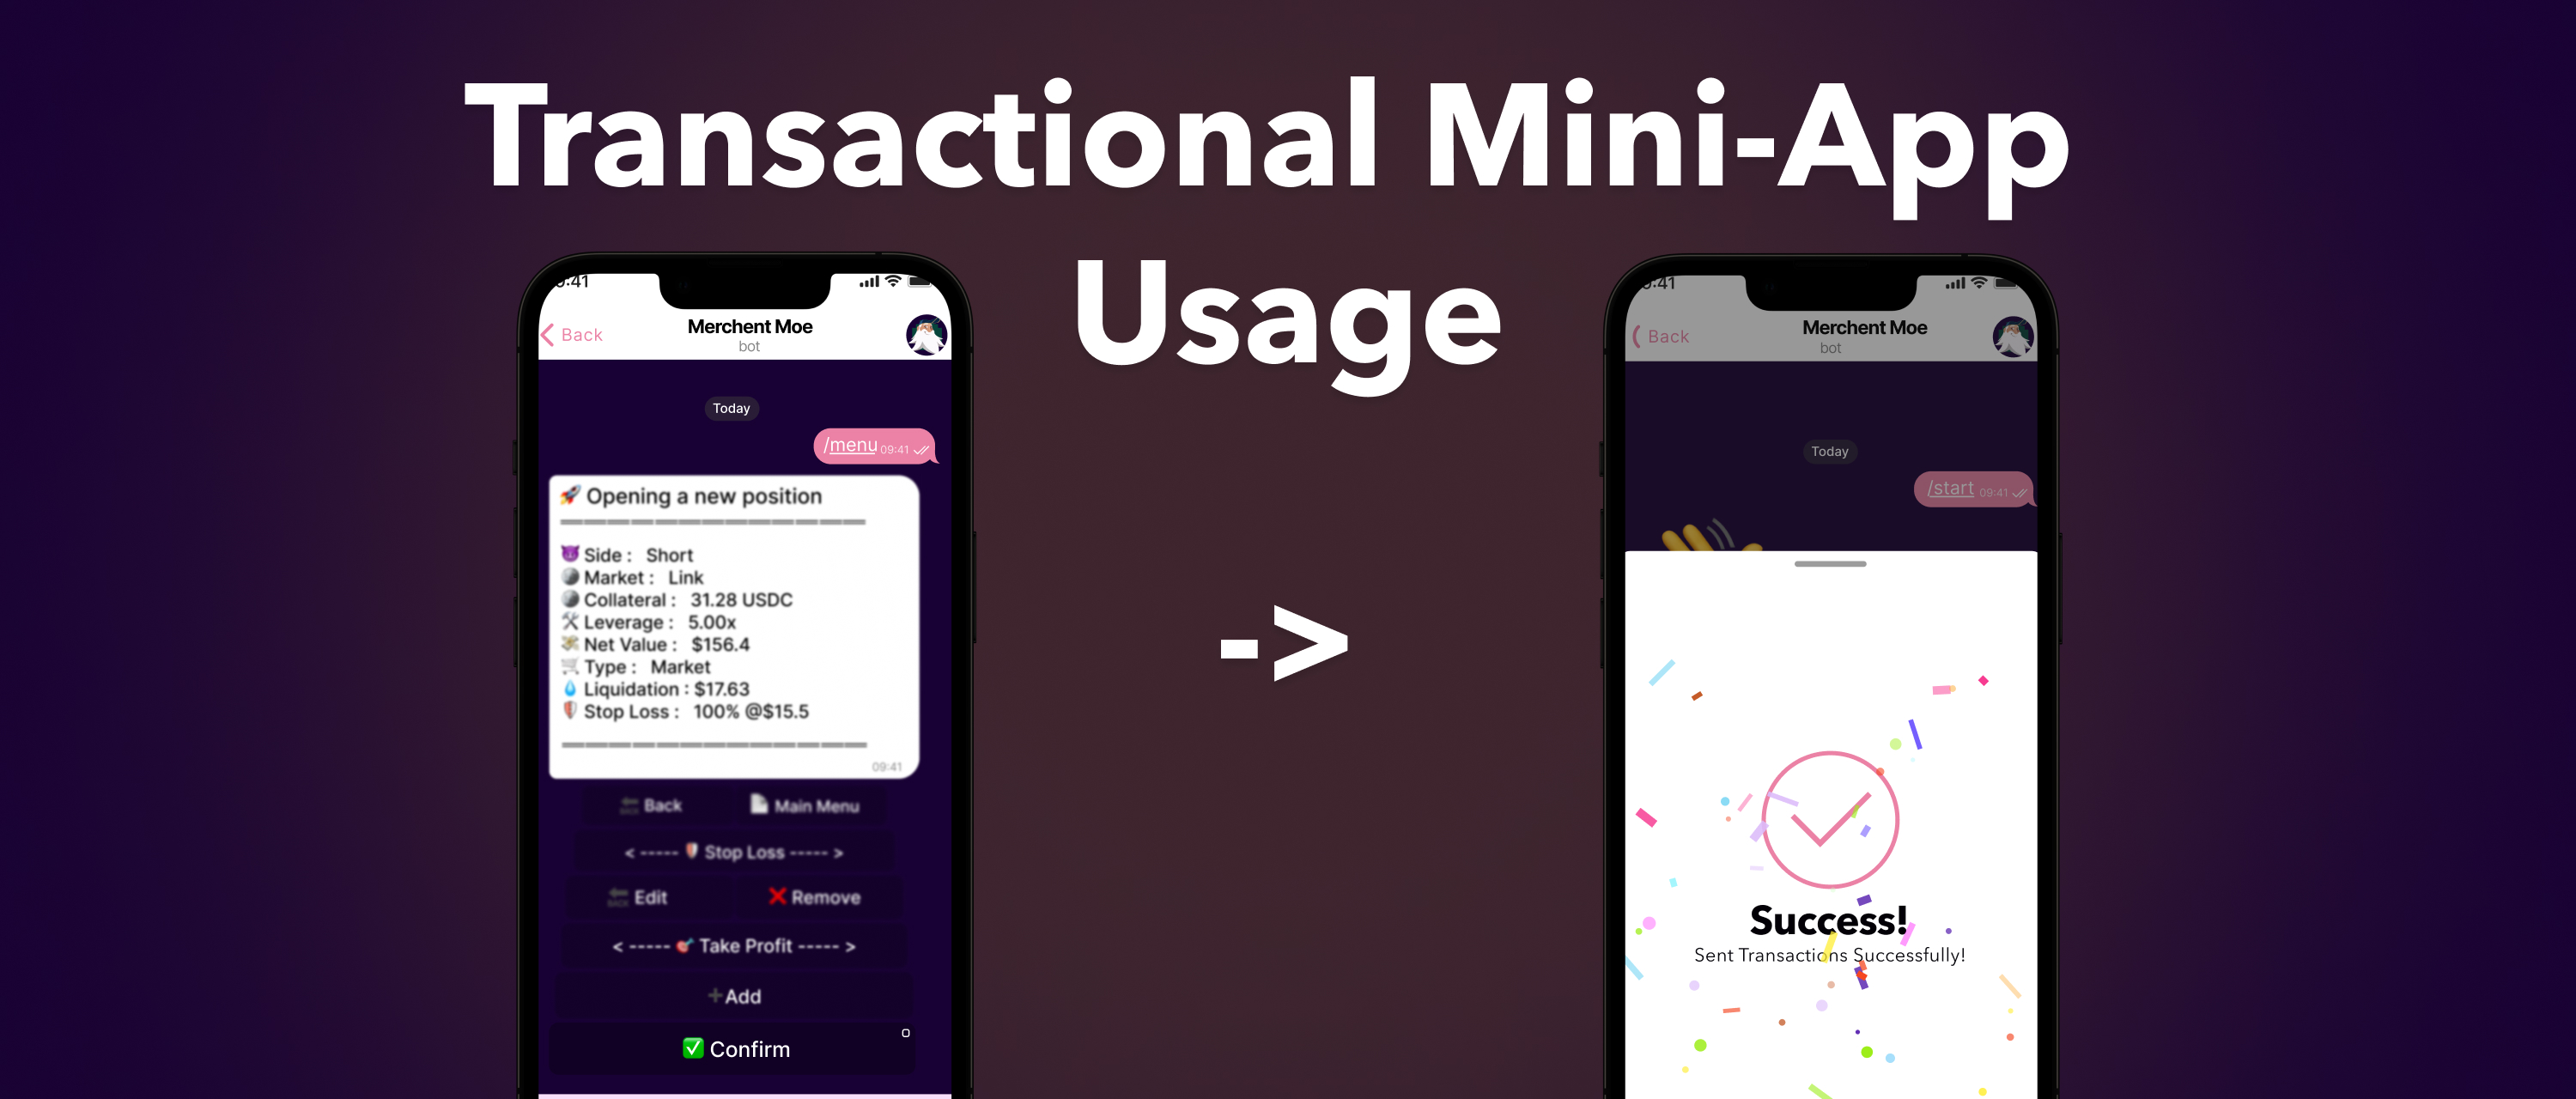 Transactional Mini-App
Usage
9:41
Back
Merchent Moe
bot
Today
/menu 09:41
🚀 Opening a new position
😈 Side : Short
Market : Link
Collateral : 31.28 USDC
🛠 Leverage : 5.00x
💸 Net Value : $156.4
🛒 Type : Market
💧 Liquidation : $17.63
Stop Loss : 100% @$15.5
09:41
Back
Main Menu
< ----- Stop Loss ----- >
Edit
❌ Remove
< ----- 🎯 Take Profit ----- >
➕Add
✅ Confirm
->
9:41
Back
Merchent Moe
bot
Today
/start 09:41
Success!
Sent Transactions Successfully!